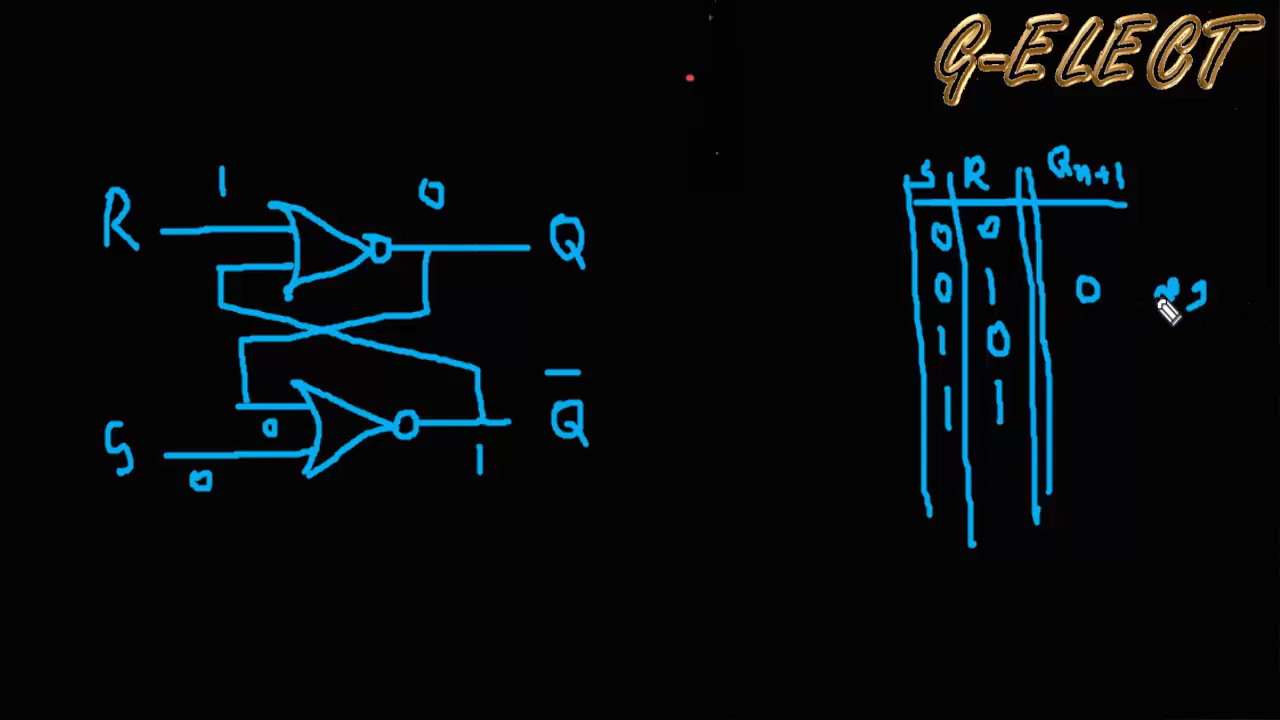 G-ELECT
S R Qn+1
0 0
0 1 0
1 0
1 1
1 0
R Q
Q̅
0
S
0 1